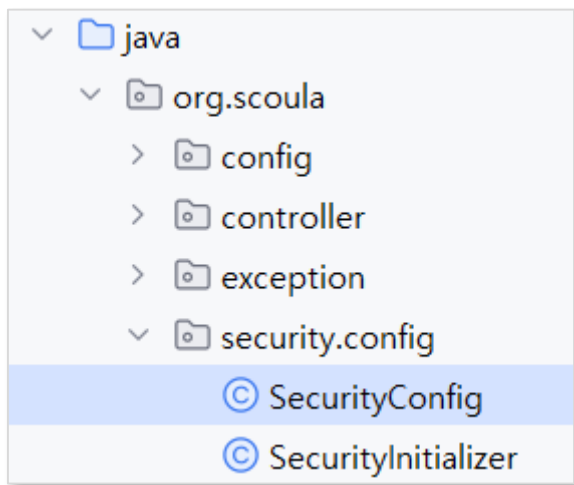 java
org.scoula
config
controller
exception
security.config
© SecurityConfig
© SecurityInitializer